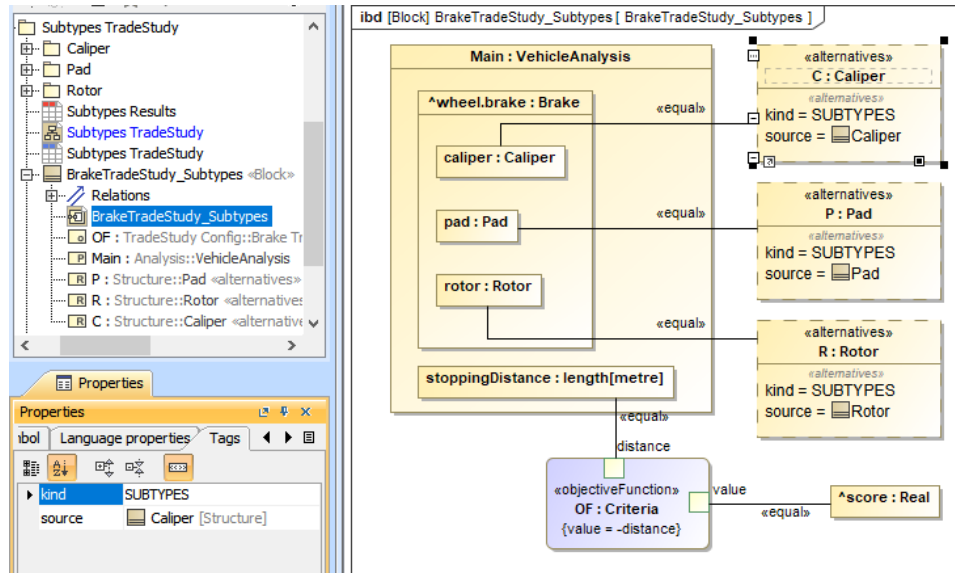 Subtypes TradeStudy
Caliper
Pad
Rotor
Subtypes Results
Subtypes TradeStudy
Subtypes TradeStudy
BrakeTradeStudy_Subtypes «Block»
Relations
BrakeTradeStudy_Subtypes
OF : TradeStudy Config::Brake Tr
Main : Analysis::VehicleAnalysis
P : Structure::Pad «alternatives»
R : Structure::Rotor «alternatives
C : Structure::Caliper «alternativ
Properties
Properties
Language properties
Tags
kind SUBTYPES
source Caliper [Structure]
ibd [Block] BrakeTradeStudy_Subtypes [ BrakeTradeStudy_Subtypes ]
Main : VehicleAnalysis
^wheel.brake : Brake
caliper : Caliper
pad : Pad
rotor : Rotor
stoppingDistance : length[metre]
«equal»
«equal»
«equal»
«equal»
distance
«alternatives»
C : Caliper
«alternatives»
kind = SUBTYPES
source = Caliper
«alternatives»
P : Pad
«alternatives»
kind = SUBTYPES
source = Pad
«alternatives»
R : Rotor
«alternatives»
kind = SUBTYPES
source = Rotor
«objectiveFunction»
OF : Criteria
{value = -distance}
value
«equal»
^score : Real